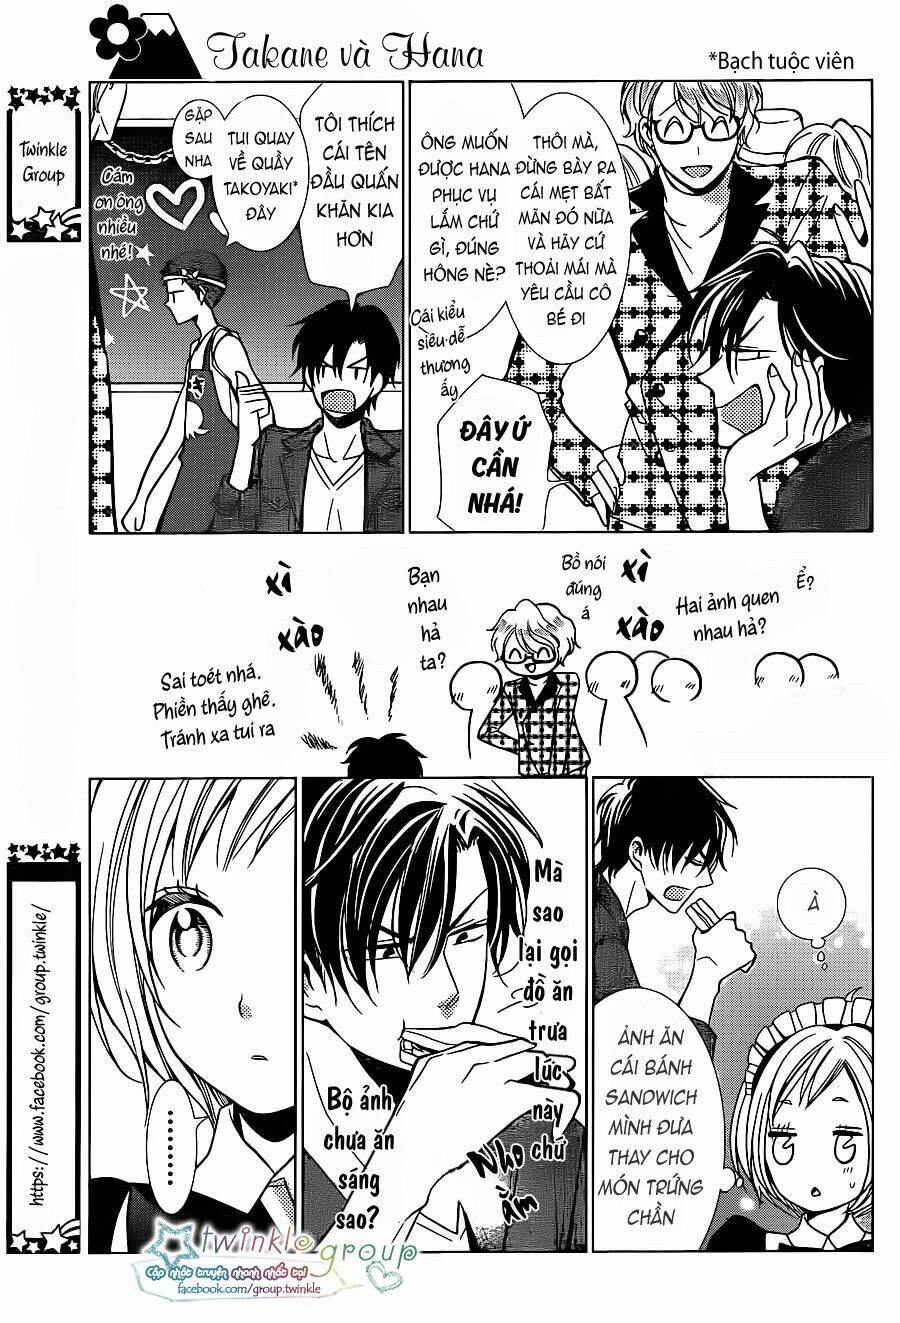 Takane và Hana
*Bạch tuộc viên
Twinkle
Group
THÔI MÀ,
ĐỪNG BÀY RA
CÁI MẸT BẤT
MÃN ĐÓ NỮA
VÀ HÃY CỨ
THOẢI MÁI MÀ
YÊU CẦU CÔ
BÉ ĐI
ÔNG MUỐN
ĐƯỢC HANA
PHỤC VỤ
LẮM CHỨ
GÌ, ĐÚNG
HÔNG NÈ?
Cái kiểu
siêu dễ
thương
ấy
ĐÂY Ứ
CẦN
NHÁ!
TÔI THÍCH
CÁI TÊN
ĐẦU QUẤN
KHĂN KIA
HƠN
TUI QUAY
VỀ QUẦY
TAKOYAKI*
ĐÂY
GẶP
SAU
NHA
Cám
ơn ông
nhiều
nhé!
Ể?
Hai ảnh quen
nhau hả?
xì
xào
Bồ nói
đúng
á
Bạn
nhau
hả
ta?
xì
xào
Sai toét nhá.
Phiền thấy ghê.
Tránh xa tui ra
À
ẢNH ĂN
CÁI BÁNH
SANDWICH
MÌNH ĐƯA
THAY CHO
MÓN TRỨNG
CHẦN
Mà
sao
lại gọi
đồ ăn
trưa
lúc
này chứ
Nho
ằm
Bộ ảnh
chưa ăn
sáng
sao?
.........
https://www.facebook.com/group.twinkle/
twinkle group
cập nhật truyện nhanh nhất tại
facebook.com/group.twinkle